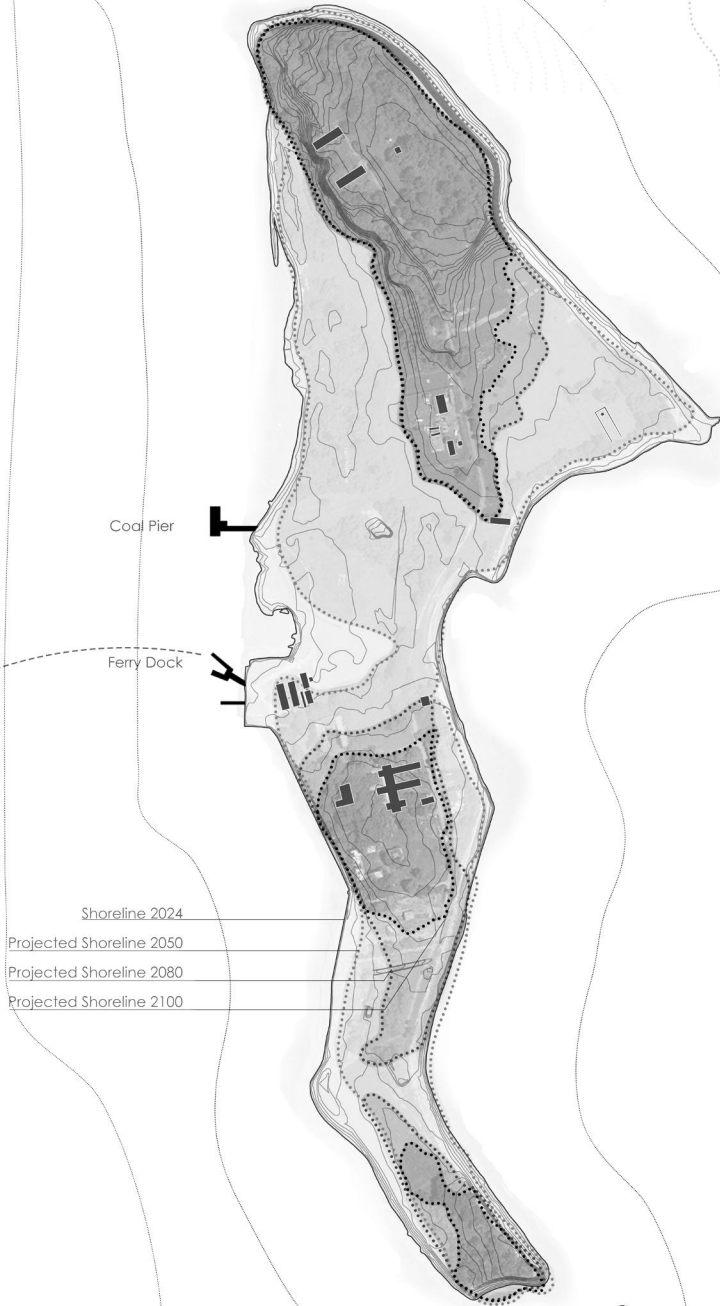 Coal Pier
Ferry Dock
Shoreline 2024
Projected Shoreline 2050
Projected Shoreline 2080
Projected Shoreline 2100